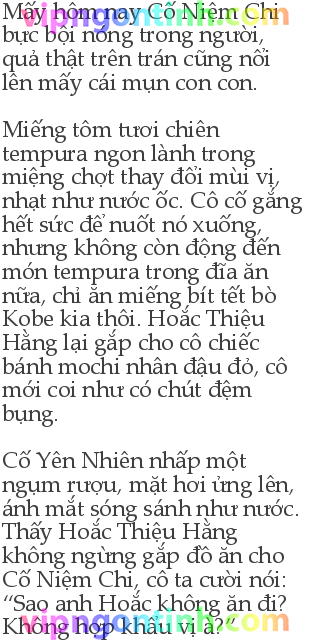 Mấy hôm nay Cố Niệm Chi
vipngontinh.com
bực bội nóng trong người,
quả thật trên trán cũng nổi
lên mấy cái mụn con con.
Miếng tôm tươi chiên
tempura ngon lành trong
miệng chợt thay đổi mùi vị,
nhạt như nước ốc. Cô cố gắng
hết sức để nuốt nó xuống,
nhưng không còn động đến
món tempura trong đĩa ăn
nữa, chỉ ăn miếng bít tết bò
Kobe kia thôi. Hoắc Thiệu
Hằng lại gắp cho cô chiếc
bánh mochi nhân đậu đỏ, cô
mới coi như có chút đệm
bụng.
Cố Yên Nhiên nhấp một
ngụm rượu, mặt hơi ửng lên,
ánh mắt sóng sánh như nước.
Thấy Hoắc Thiệu Hằng
không ngừng gắp đồ ăn cho
Cố Niệm Chi, cô ta cười nói:
“Sao anh Hoắc không ăn đi?
Không hợp khẩu vị à?”
vipngontinh.com